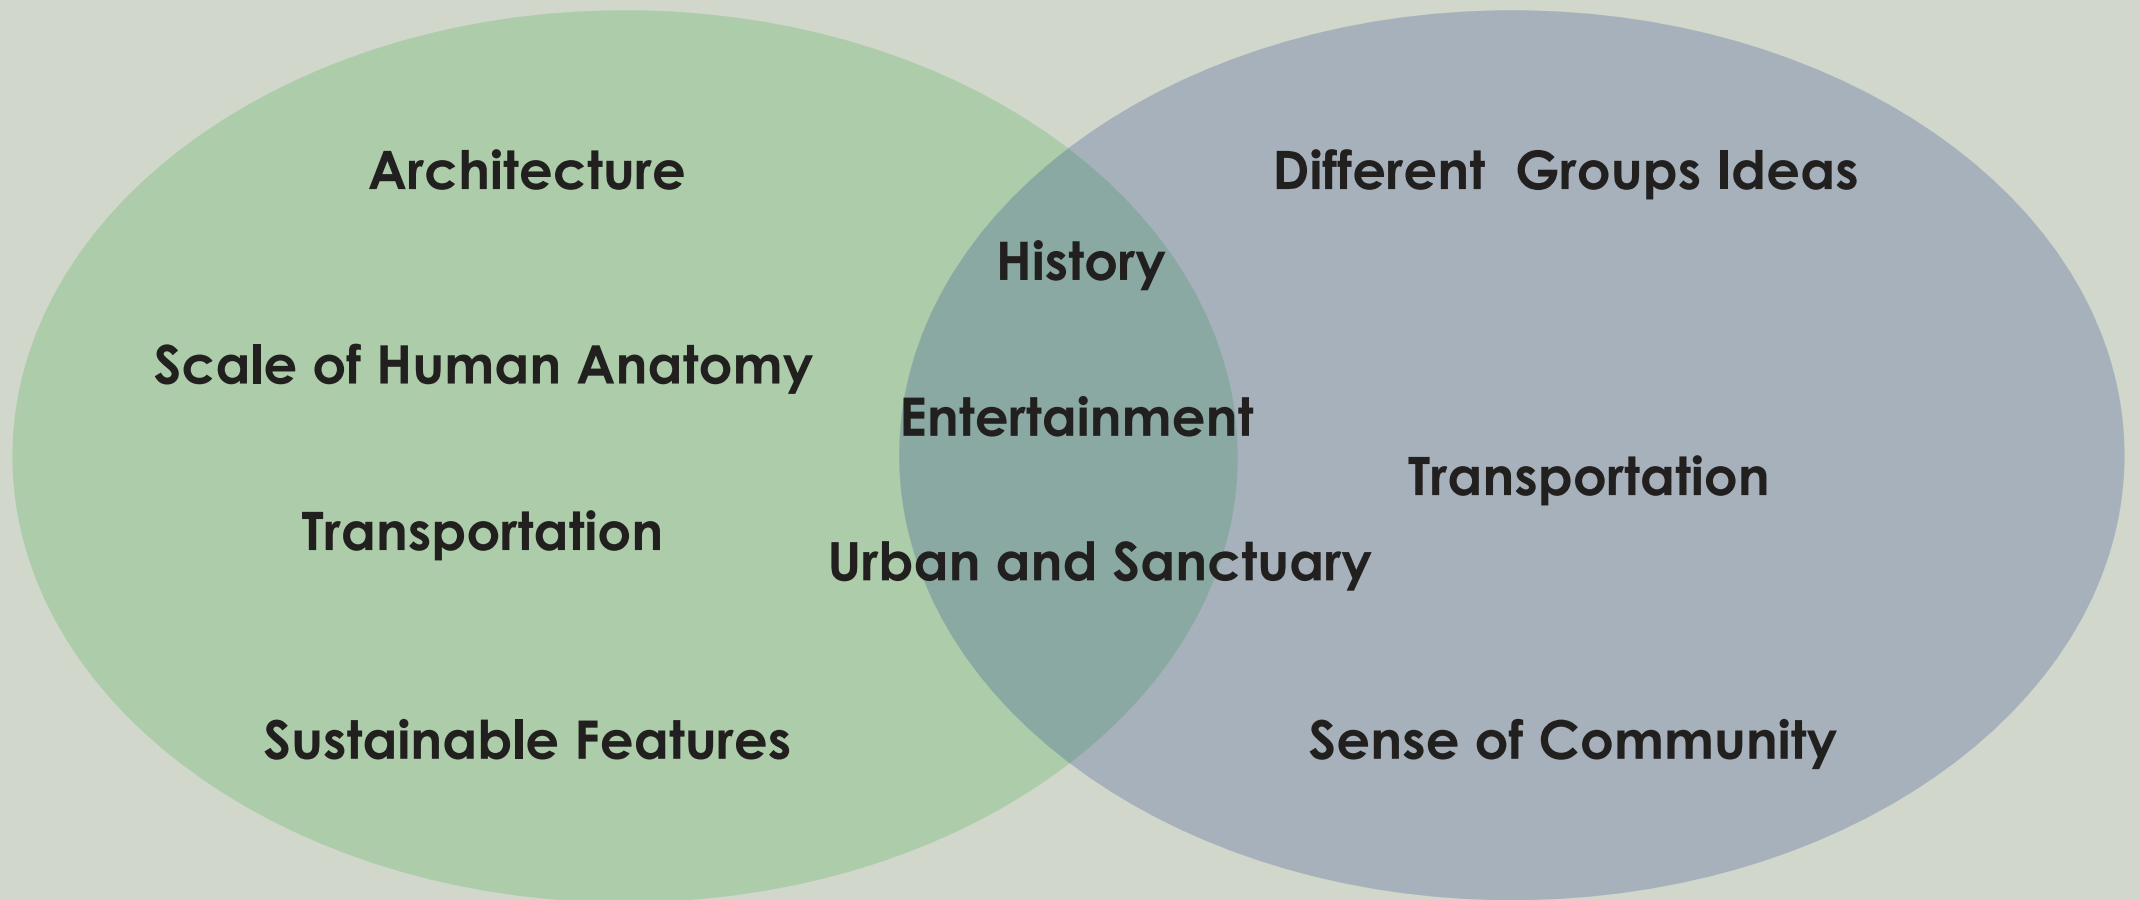 Architecture
Scale of Human Anatomy
Transportation
Sustainable Features
History
Entertainment
Urban and Sanctuary
Different  Groups Ideas
Transportation
Sense of Community